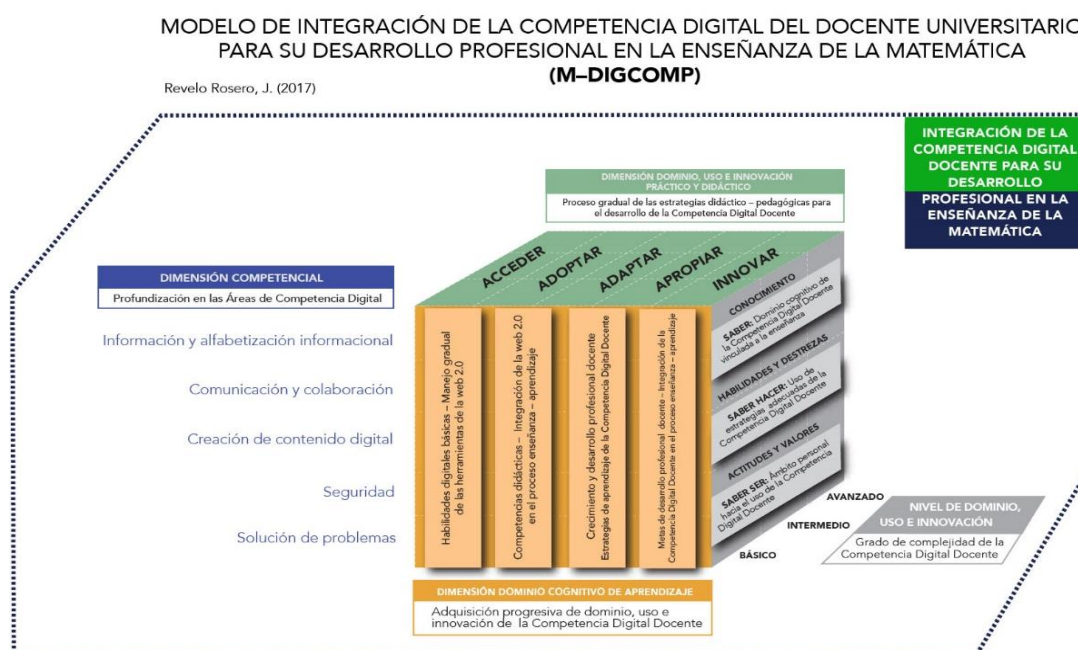 MODELO DE INTEGRACIÓN DE LA COMPETENCIA DIGITAL DEL DOCENTE UNIVERSITARIO
PARA SU DESARROLLO PROFESIONAL EN LA ENSEÑANZA DE LA MATEMÁTICA
(M–DIGCOMP)
Revelo Rosero, J. (2017)
INTEGRACIÓN DE LA
COMPETENCIA DIGITAL
DOCENTE PARA SU
DESARROLLO
PROFESIONAL EN LA
ENSEÑANZA DE LA
MATEMÁTICA
DIMENSIÓN DOMINIO, USO E INNOVACIÓN
PRÁCTICO Y DIDÁCTICO
Proceso gradual de las estrategias didáctico – pedagógicas para
el desarrollo de la Competencia Digital Docente
DIMENSIÓN COMPETENCIAL
Profundización en las Áreas de Competencia Digital
Información y alfabetización informacional
Comunicación y colaboración
Creación de contenido digital
Seguridad
Solución de problemas
ACCEDER
ADOPTAR
ADAPTAR
APROPIAR
INNOVAR
Habilidades digitales básicas – Manejo gradual
de las herramientas de la web 2.0
Competencias didácticas – Integración de la web 2.0
en el proceso enseñanza – aprendizaje
Crecimiento y desarrollo profesional docente
Estrategias de aprendizaje de la Competencia Digital Docente
Metas de desarrollo profesional docente – Integración de la
Competencia Digital Docente en el proceso enseñanza – aprendizaje
CONOCIMIENTO
SABER: Dominio cognitivo de
la Competencia Digital Docente
vinculada a la enseñanza
HABILIDADES Y DESTREZAS
SABER HACER: Uso de
estrategias adecuadas de la
Competencia Digital Docente
ACTITUDES Y VALORES
SABER SER: Ámbito personal
hacia el uso de la Competencia
Digital Docente
BÁSICO
INTERMEDIO
AVANZADO
NIVEL DE DOMINIO,
USO E INNOVACIÓN
Grado de complejidad de la
Competencia Digital Docente
DIMENSIÓN DOMINIO COGNITIVO DE APRENDIZAJE
Adquisición progresiva de dominio, uso e
innovación de la Competencia Digital Docente